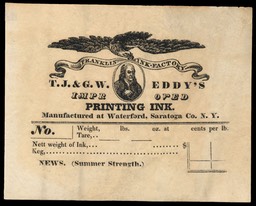 FRANKLIN INK-FACTORY
T. J. & G. W. EDDY'S
IMPROVED
PRINTING INK.
Manufactured at Waterford, Saratoga Co. N. Y.
No. Weight, lbs. oz. at cents per lb.
Tare,
Net weight of Ink, $
Keg,
NEWS. (Summer Strength.)